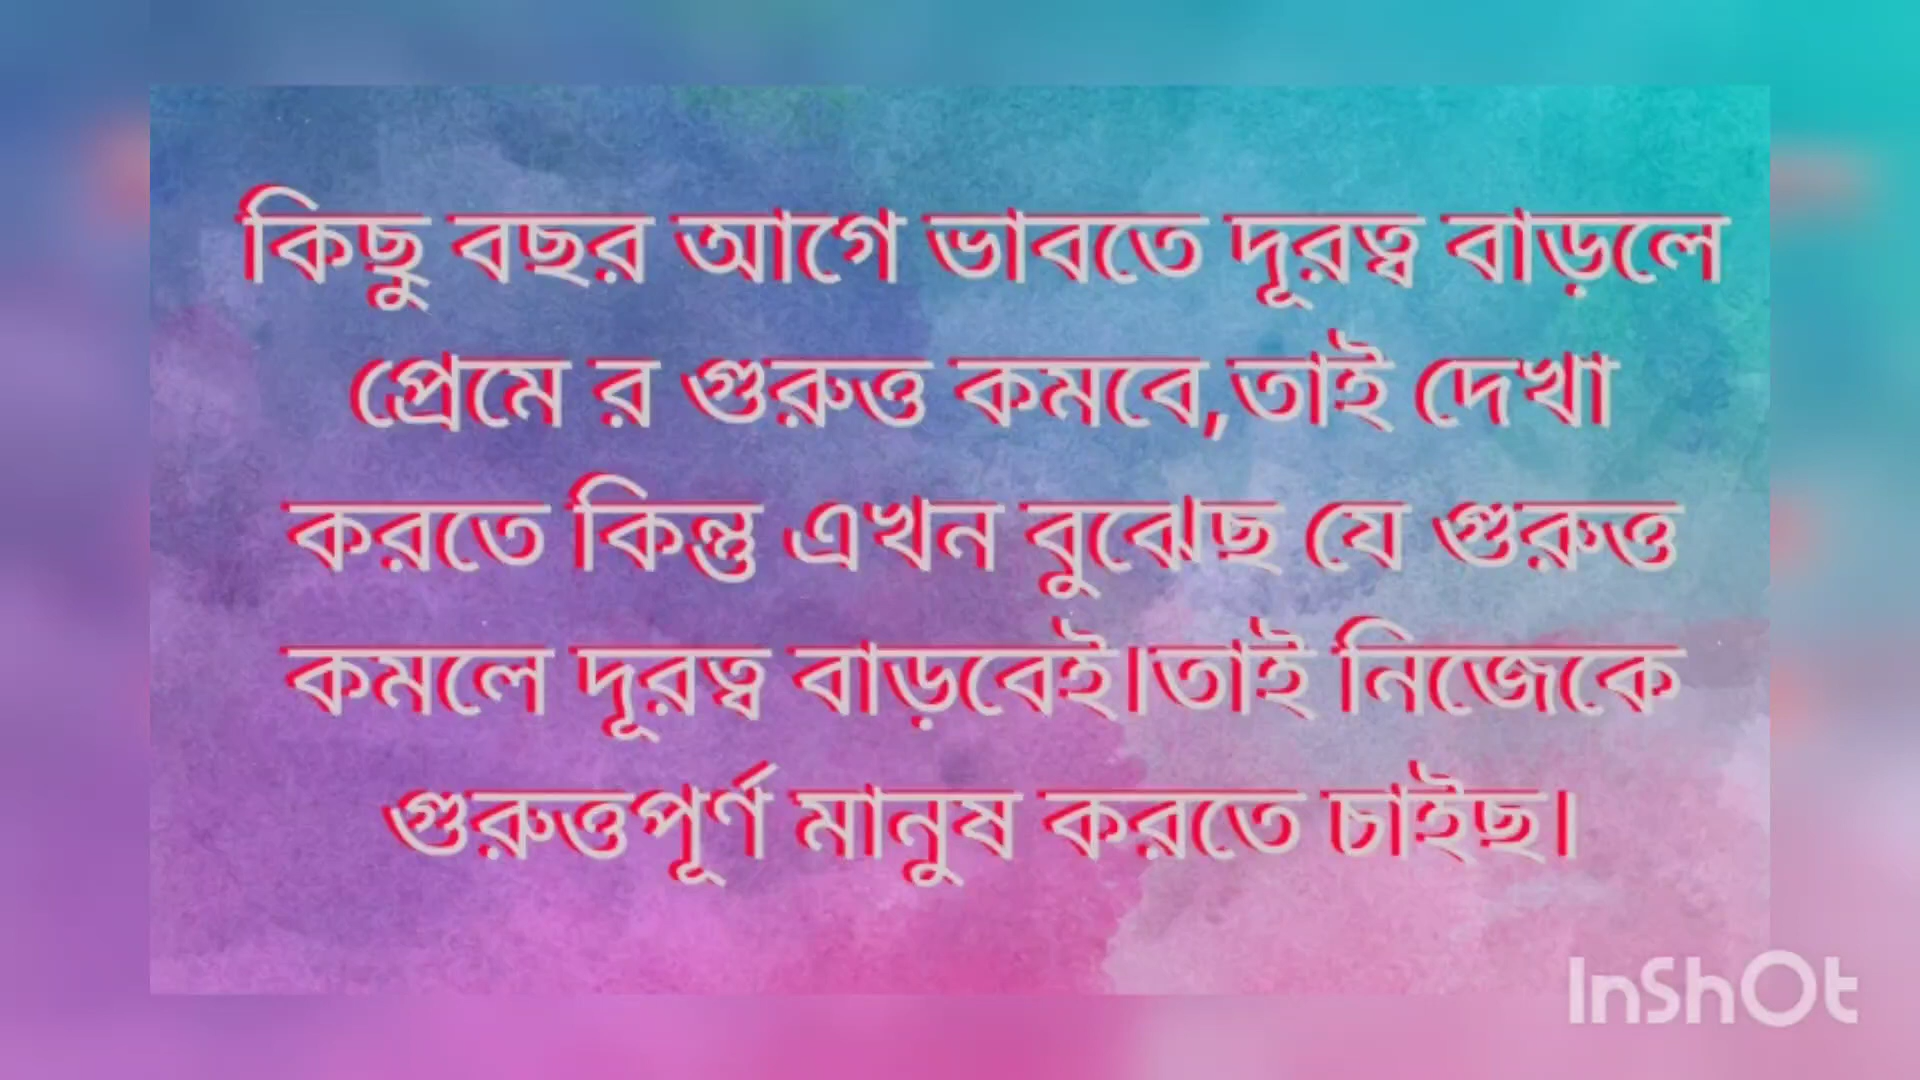 কিছু বছর আগে ভাবতে দূরত্ব বাড়লে
প্রেমে র গুরুত্ত কমবে,তাই দেখা
করতে কিন্তু এখন বুঝেছ যে গুরুত্ত
কমলে দূরত্ব বাড়বেই।তাই নিজেকে
গুরুত্তপূর্ণ মানুষ করতে চাইছ।
InShOt